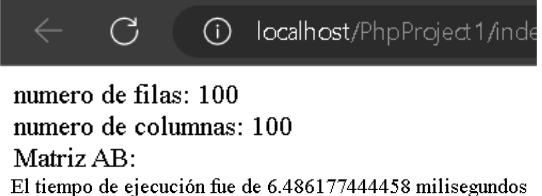 localhost/PhpProject1/inde
numero de filas: 100
numero de columnas: 100
Matriz AB:
El tiempo de ejecución fue de 6.486177444458 milisegundos